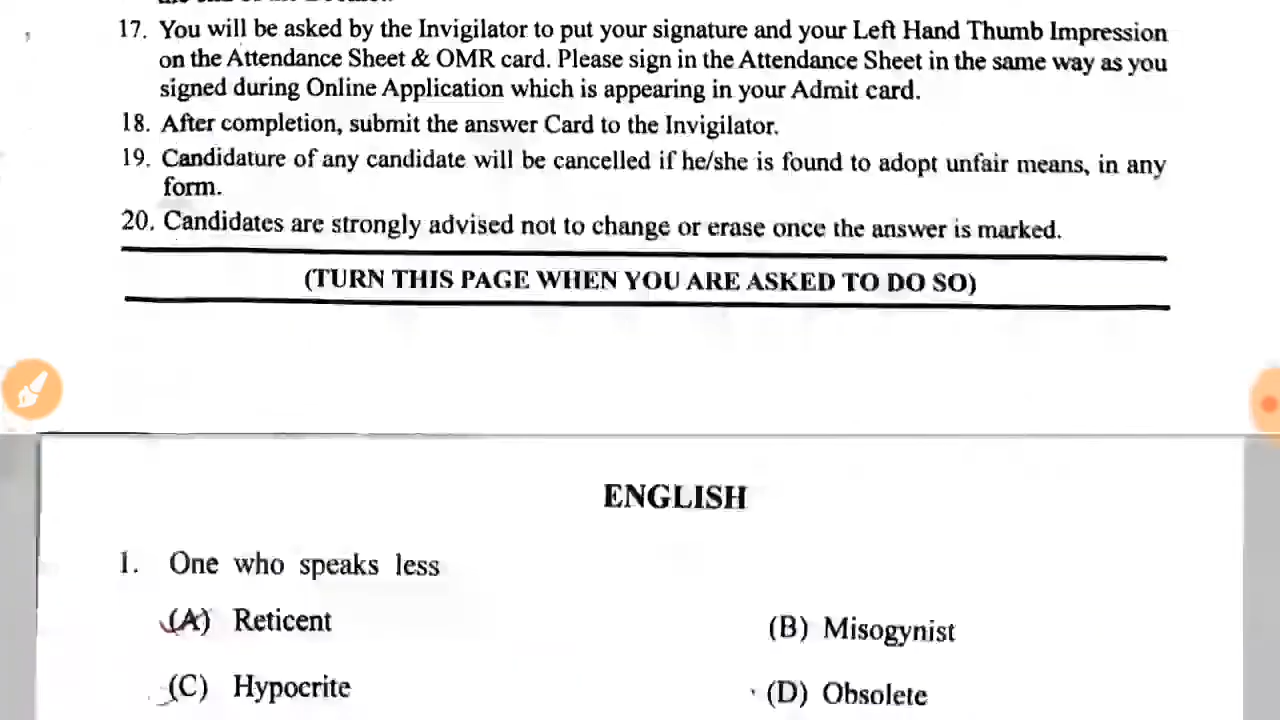 17. You will be asked by the Invigilator to put your signature and your Left Hand Thumb Impression
on the Attendance Sheet & OMR card. Please sign in the Attendance Sheet in the same way as you
signed during Online Application which is appearing in your Admit card.
18. After completion, submit the answer Card to the Invigilator.
19. Candidature of any candidate will be cancelled if he/she is found to adopt unfair means, in any
form.
20. Candidates are strongly advised not to change or erase once the answer is marked.
(TURN THIS PAGE WHEN YOU ARE ASKED TO DO SO)
ENGLISH
1. One who speaks less
(A) Reticent
(B) Misogynist
(C) Hypocrite
(D) Obsolete